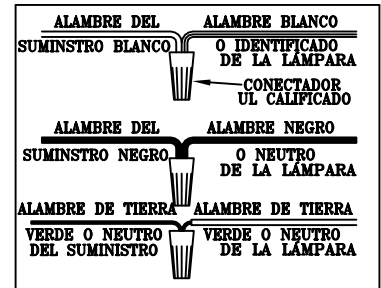 ALAMBRE DEL ALAMBRE BLANCO
SUMINSTRO BLANCO O IDENTIFICADO
DE LA LÁMPARA
CONECTADOR
UL CALIFICADO
ALAMBRE DEL ALAMBRE NEGRO
SUMINSTRO NEGRO O NEUTRO
DE LA LÁMPARA
ALAMBRE DE TIERRA ALAMBRE DE TIERRA
VERDE O NEUTRO VERDE O NEUTRO
DEL SUMINISTRO DE LA LÁMPARA